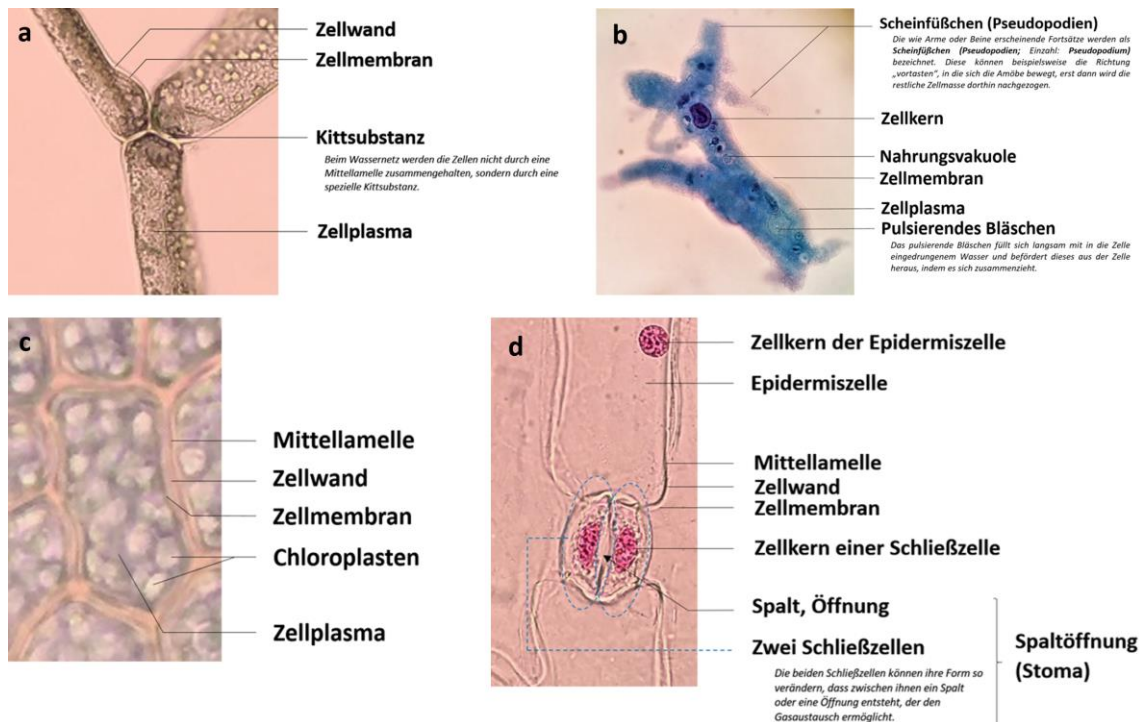 a
Zellwand
Zellmembran
Kittsubstanz
Beim Wassernetz werden die Zellen nicht durch eine
Mittellamelle zusammengehalten, sondern durch eine
spezielle Kittsubstanz.
Zellplasma
b
Scheinfüßchen (Pseudopodien)
Die wie Arme oder Beine erscheinende Fortsätze werden als
Scheinfüßchen (Pseudopodien; Einzahl: Pseudopodium)
bezeichnet. Diese können beispielsweise die Richtung
„vortasten“, in die sich die Amöbe bewegt, erst dann wird die
restliche Zellmasse dorthin nachgezogen.
Zellkern
Nahrungsvakuole
Zellmembran
Zellplasma
Pulsierendes Bläschen
Das pulsierende Bläschen füllt sich langsam mit in die Zelle
eingedrungenem Wasser und befördert dieses aus der Zelle
heraus, indem es sich zusammenzieht.
c
Mittellamelle
Zellwand
Zellmembran
Chloroplasten
Zellplasma
d
Zellkern der Epidermiszelle
Epidermiszelle
Mittellamelle
Zellwand
Zellmembran
Zellkern einer Schließzelle
Spalt, Öffnung
Zwei Schließzellen
Die beiden Schließzellen können ihre Form so
verändern, dass zwischen ihnen ein Spalt
oder eine Öffnung entsteht, der den
Gasaustausch ermöglicht.
Spaltöffnung
(Stoma)